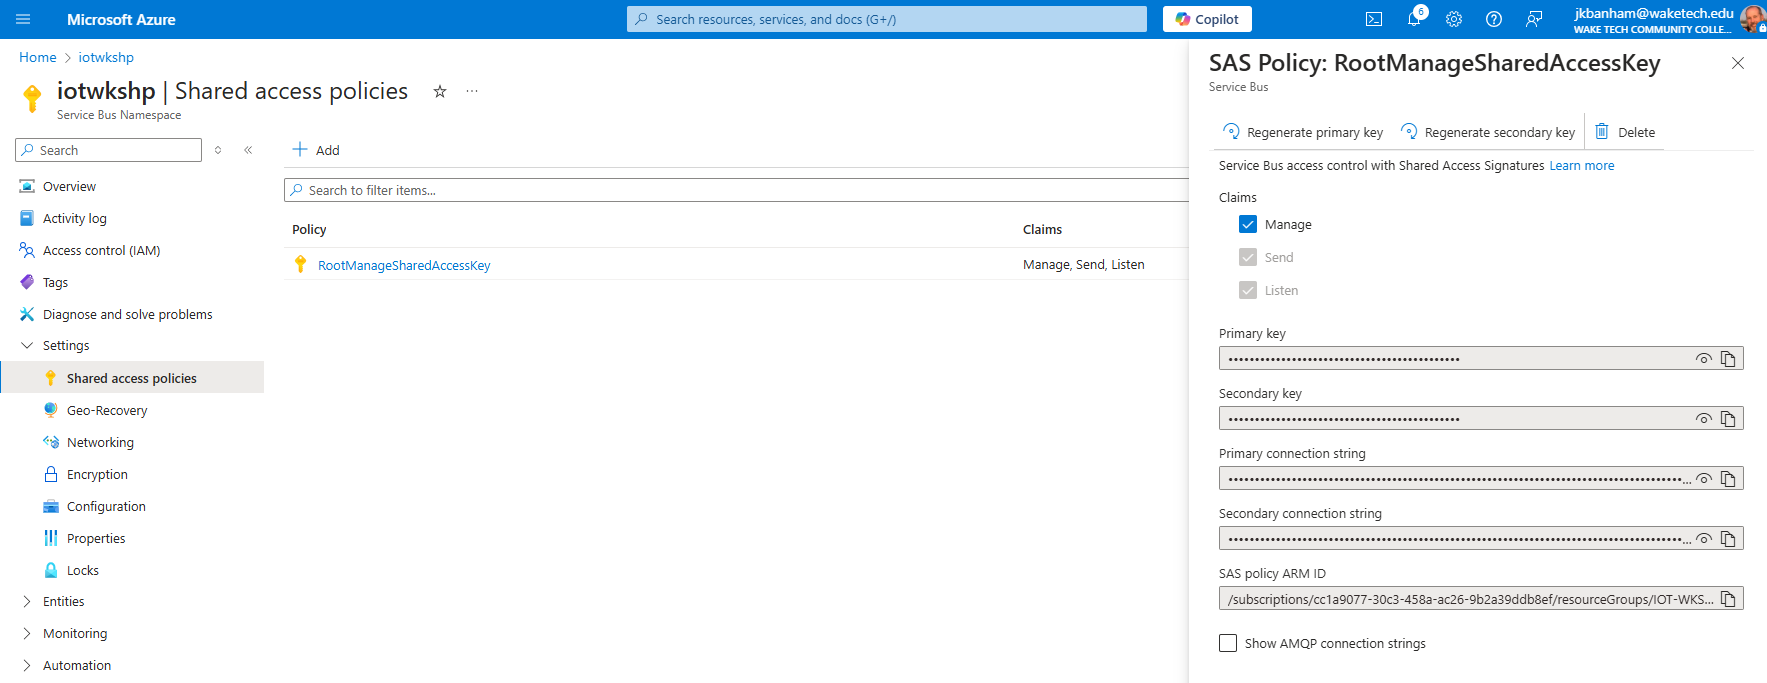 Microsoft Azure
Search resources, services, and docs (G+/)
Copilot
6
jkbanham@waketech.edu
WAKE TECH COMMUNITY COLLE...
Home > iotwkshp
iotwkshp | Shared access policies
Service Bus Namespace
Search
Overview
Activity log
Access control (IAM)
Tags
Diagnose and solve problems
Settings
Shared access policies
Geo-Recovery
Networking
Encryption
Configuration
Properties
Locks
Entities
Monitoring
Automation
Add
Search to filter items...
Policy Claims
RootManageSharedAccessKey Manage, Send, Listen
SAS Policy: RootManageSharedAccessKey
Service Bus
Regenerate primary key Regenerate secondary key Delete
Service Bus access control with Shared Access Signatures Learn more
Claims
Manage
Send
Listen
Primary key
Secondary key
Primary connection string
Secondary connection string
SAS policy ARM ID
/subscriptions/cc1a9077-30c3-458a-ac26-9b2a39ddb8ef/resourceGroups/IOT-WKS...
Show AMQP connection strings